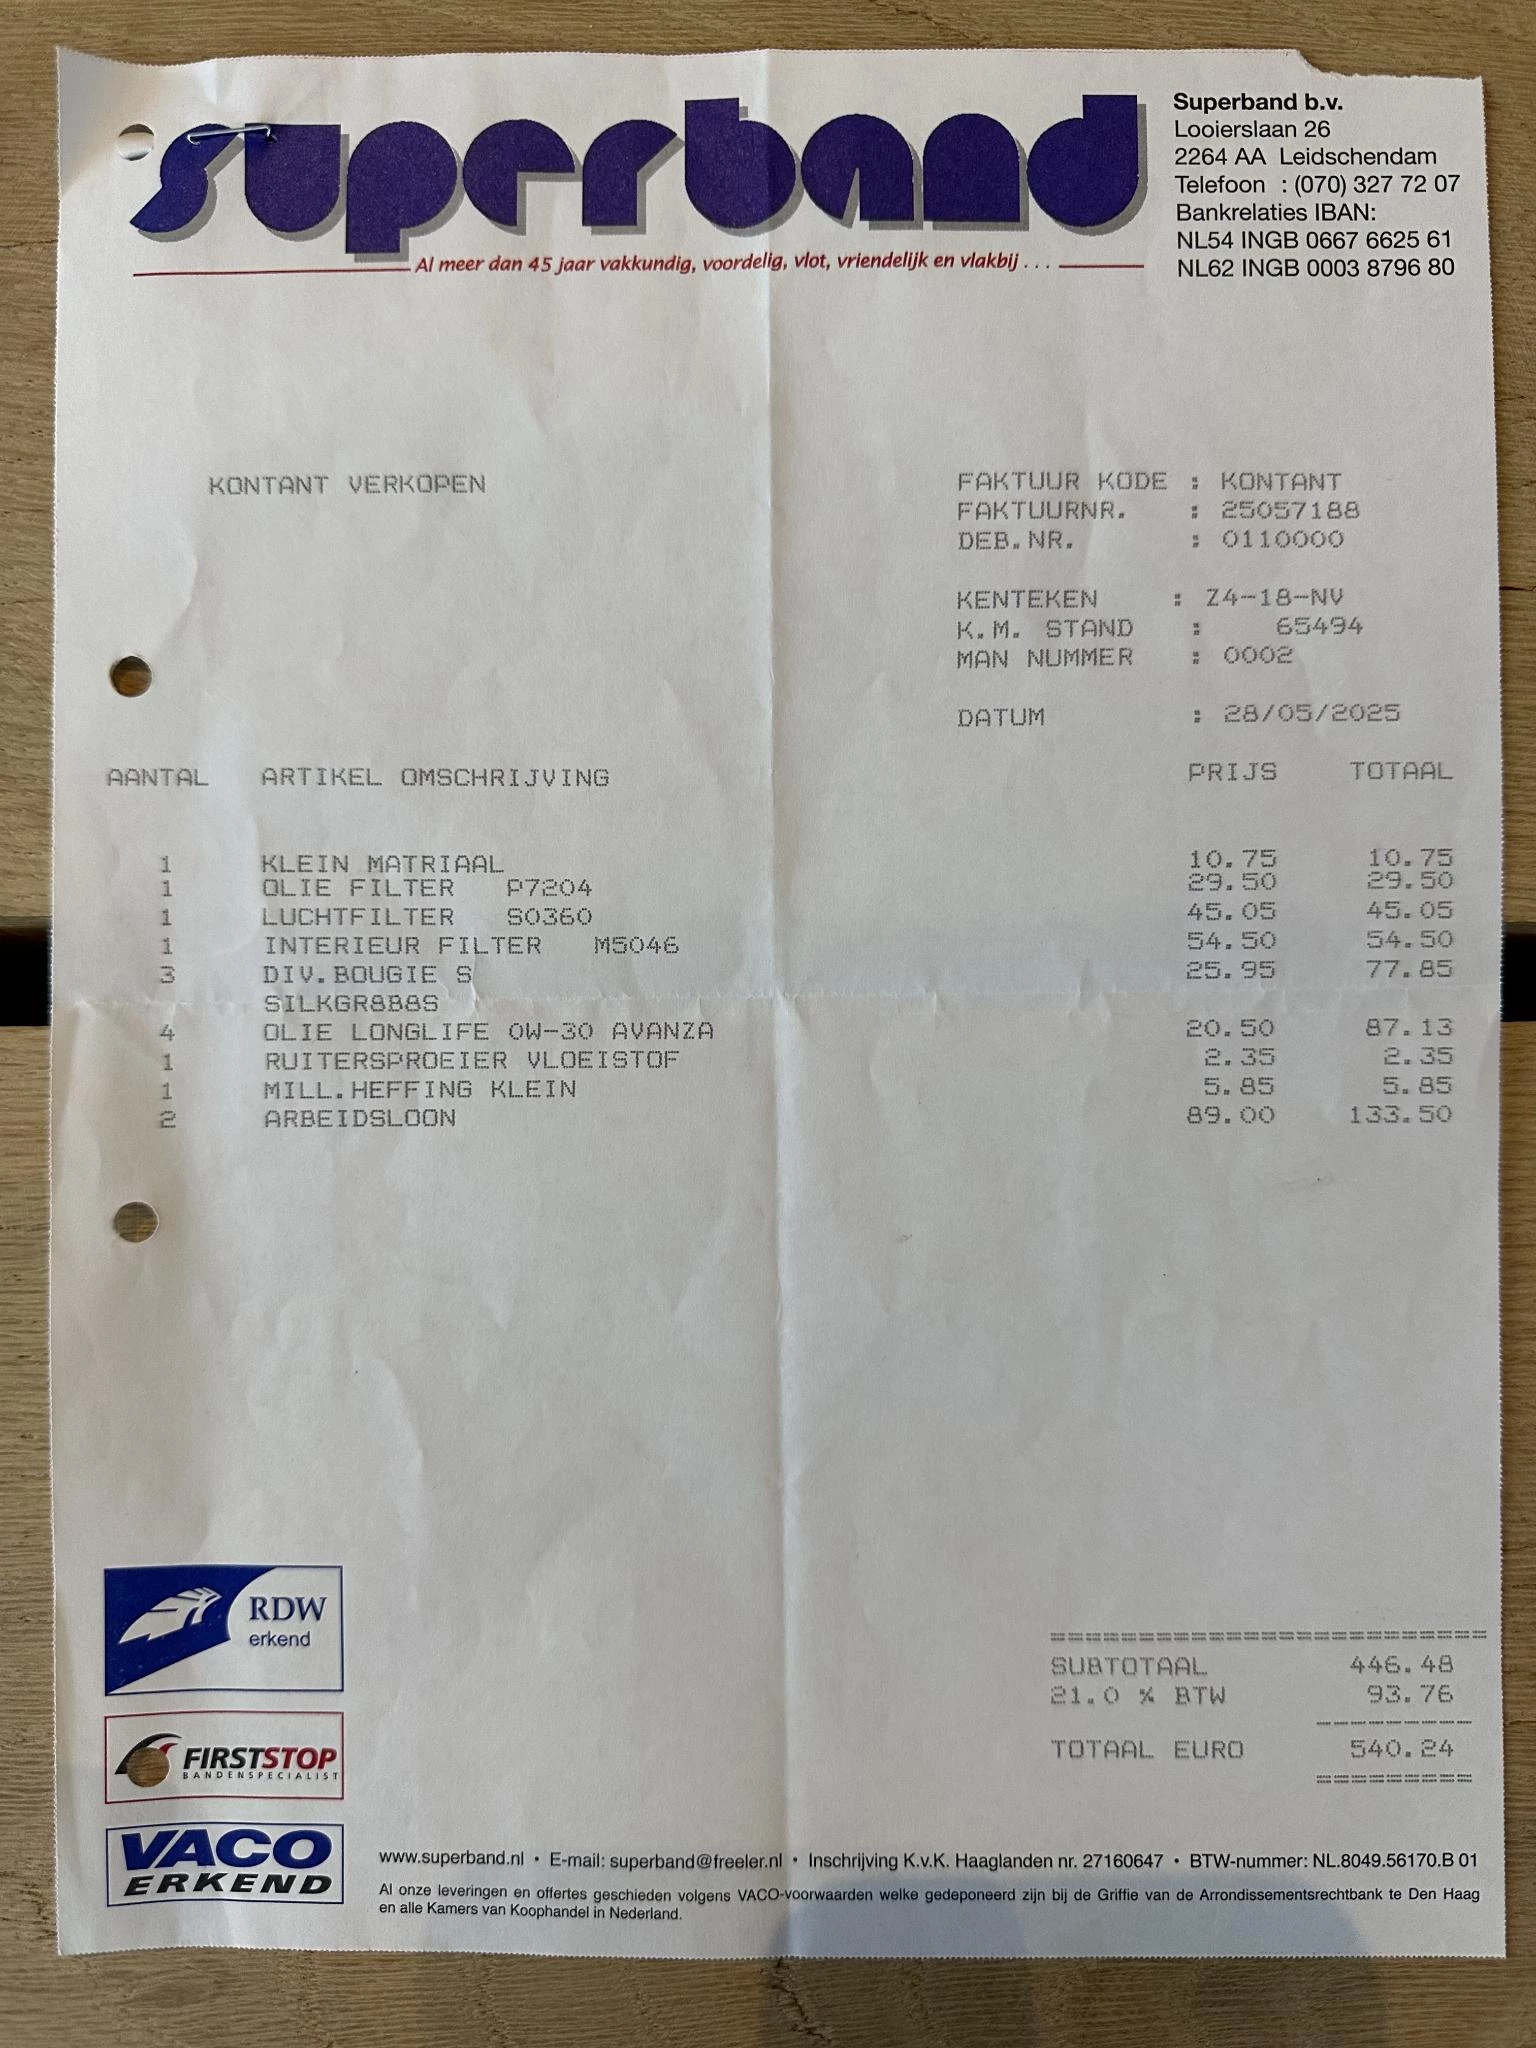 superband
Al meer dan 45 jaar vakkundig, voordelig, vlot, vriendelijk en vlakbij . . .
Superband b.v.
Looierslaan 26
2264 AA Leidschendam
Telefoon : (070) 327 72 07
Bankrelaties IBAN:
NL54 INGB 0667 6625 61
NL62 INGB 0003 8796 80
KONTANT VERKOPEN
FAKTUUR KODE : KONTANT
FAKTUURNR. : 25057188
DEB.NR. : 0110000
KENTEKEN : Z4-18-NV
K.M. STAND : 65494
MAN NUMMER : 0002
DATUM : 28/05/2025
AANTAL ARTIKEL OMSCHRIJVING PRIJS TOTAAL
1 KLEIN MATRIAAL 10.75 10.75
1 OLIE FILTER P7204 29.50 29.50
1 LUCHTFILTER S0360 45.05 45.05
1 INTERIEUR FILTER M5046 54.50 54.50
3 DIV.BOUGIE S 25.95 77.85
SILKGR8B8S
4 OLIE LONGLIFE 0W-30 AVANZA 20.50 87.13
1 RUITERSPROEIER VLOEISTOF 2.35 2.35
1 MILL.HEFFING KLEIN 5.85 5.85
2 ARBEIDSLOON 89.00 133.50
=========================
SUBTOTAAL 446.48
21.0 % BTW 93.76
TOTAAL EURO 540.24
RDW
erkend
FIRSTSTOP
BANDENSPECIALIST
VACO
ERKEND
www.superband.nl • E-mail: superband@freeler.nl • Inschrijving K.v.K. Haaglanden nr. 27160647 • BTW-nummer: NL.8049.56170.B 01
Al onze leveringen en offertes geschieden volgens VACO-voorwaarden welke gedeponeerd zijn bij de Griffie van de Arrondissementsrechtbank te Den Haag
en alle Kamers van Koophandel in Nederland.